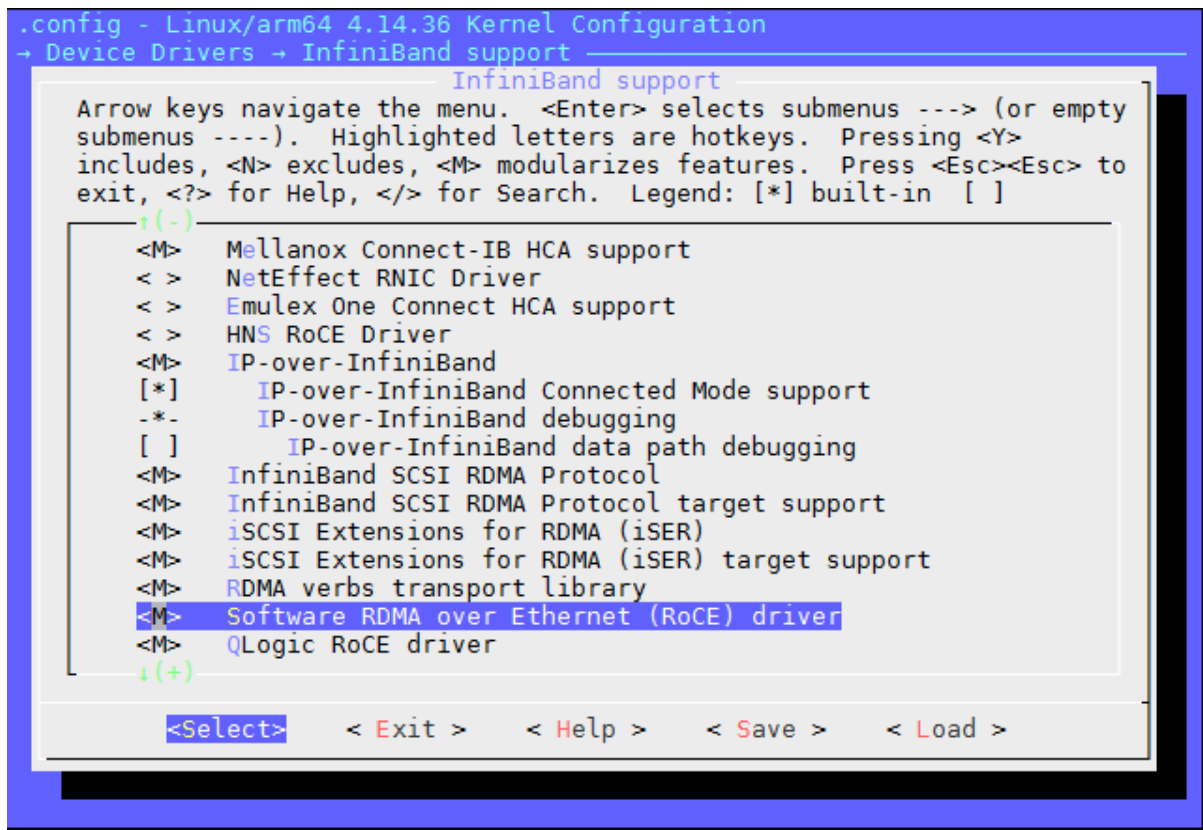 .config - Linux/arm64 4.14.36 Kernel Configuration
→ Device Drivers → InfiniBand support
InfiniBand support
Arrow keys navigate the menu.  <Enter> selects submenus ---> (or empty
submenus ----).  Highlighted letters are hotkeys.  Pressing <Y>
includes, <N> excludes, <M> modularizes features.  Press <Esc><Esc> to
exit, <?> for Help, </> for Search.  Legend: [*] built-in  [ ]
↑(-)
<M>   Mellanox Connect-IB HCA support
< >   NetEffect RNIC Driver
< >   Emulex One Connect HCA support
< >   HNS RoCE Driver
<M>   IP-over-InfiniBand
[*]     IP-over-InfiniBand Connected Mode support
-*-     IP-over-InfiniBand debugging
[ ]       IP-over-InfiniBand data path debugging
<M>   InfiniBand SCSI RDMA Protocol
<M>   InfiniBand SCSI RDMA Protocol target support
<M>   iSCSI Extensions for RDMA (iSER)
<M>   iSCSI Extensions for RDMA (iSER) target support
<M>   RDMA verbs transport library
<M>   Software RDMA over Ethernet (RoCE) driver
<M>   QLogic RoCE driver
↓(+)
<Select>    < Exit >    < Help >    < Save >    < Load >